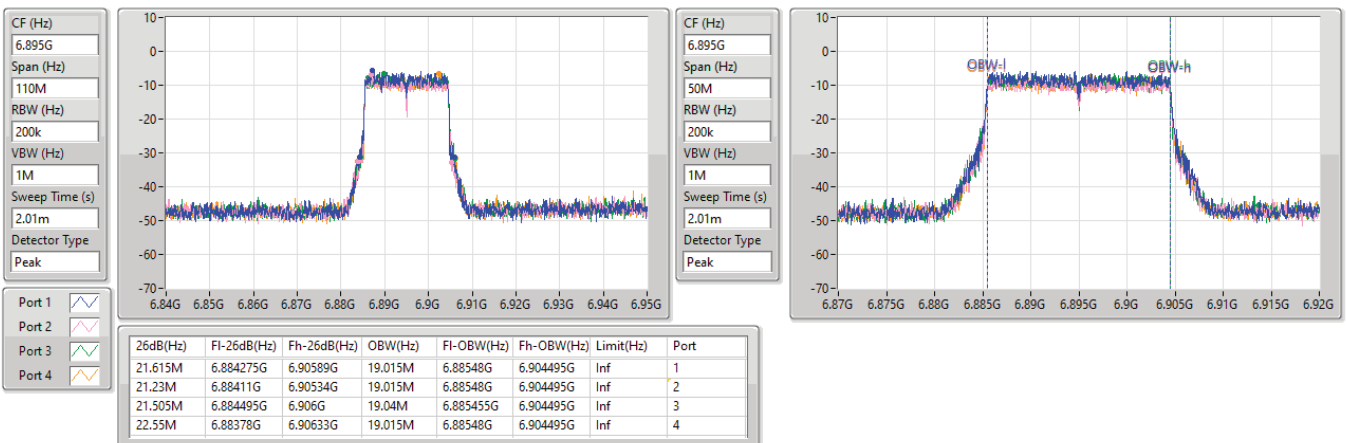 CF (Hz)
6.895G
Span (Hz)
110M
RBW (Hz)
200k
VBW (Hz)
1M
Sweep Time (s)
2.01m
Detector Type
Peak
10
0
-10
-20
-30
-40
-50
-60
-70
6.84G 6.85G 6.86G 6.87G 6.88G 6.89G 6.9G 6.91G 6.92G 6.93G 6.94G 6.95G
CF (Hz)
6.895G
Span (Hz)
50M
RBW (Hz)
200k
VBW (Hz)
1M
Sweep Time (s)
2.01m
Detector Type
Peak
10
0
-10
-20
-30
-40
-50
-60
-70
OBW-l OBW-h
6.87G 6.875G 6.88G 6.885G 6.89G 6.895G 6.9G 6.905G 6.91G 6.915G 6.92G
Port 1
Port 2
Port 3
Port 4
26dB(Hz) Fl-26dB(Hz) Fh-26dB(Hz) OBW(Hz) Fl-OBW(Hz) Fh-OBW(Hz) Limit(Hz) Port
21.615M 6.884275G 6.90589G 19.015M 6.88548G 6.904495G Inf 1
21.23M 6.88411G 6.90534G 19.015M 6.88548G 6.904495G Inf 2
21.505M 6.884495G 6.906G 19.04M 6.885455G 6.904495G Inf 3
22.55M 6.88378G 6.90633G 19.015M 6.88548G 6.904495G Inf 4